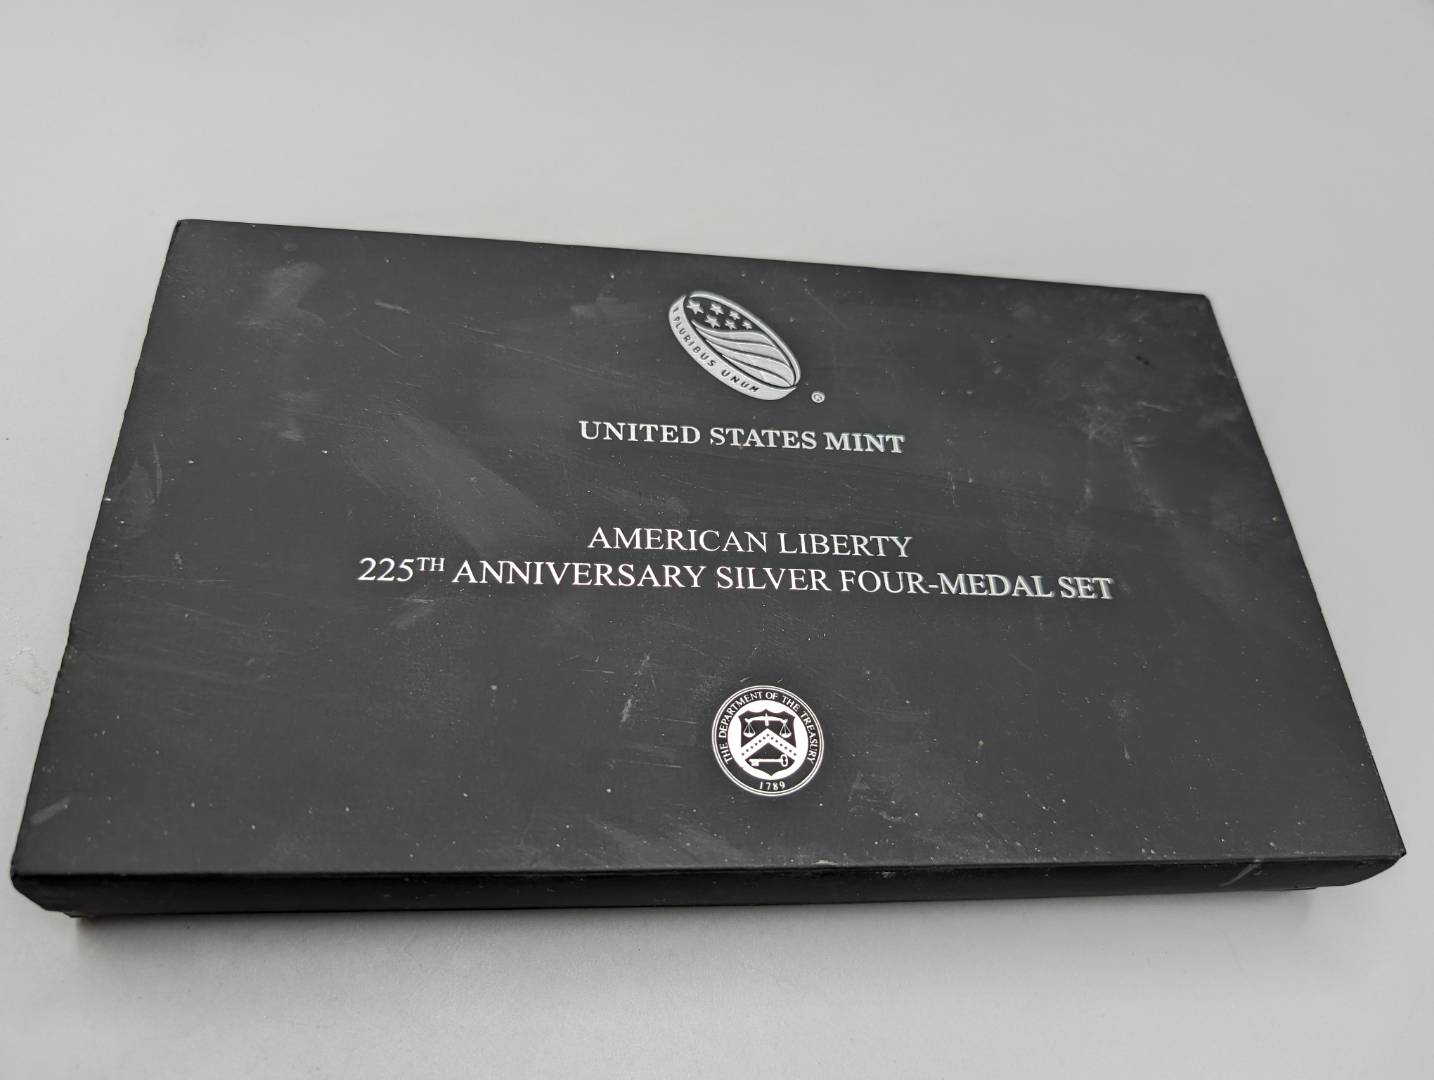 E PLURIBUS UNUM
®
UNITED STATES MINT
AMERICAN LIBERTY
225TH ANNIVERSARY SILVER FOUR-MEDAL SET
THE DEPARTMENT OF THE TREASURY
1789